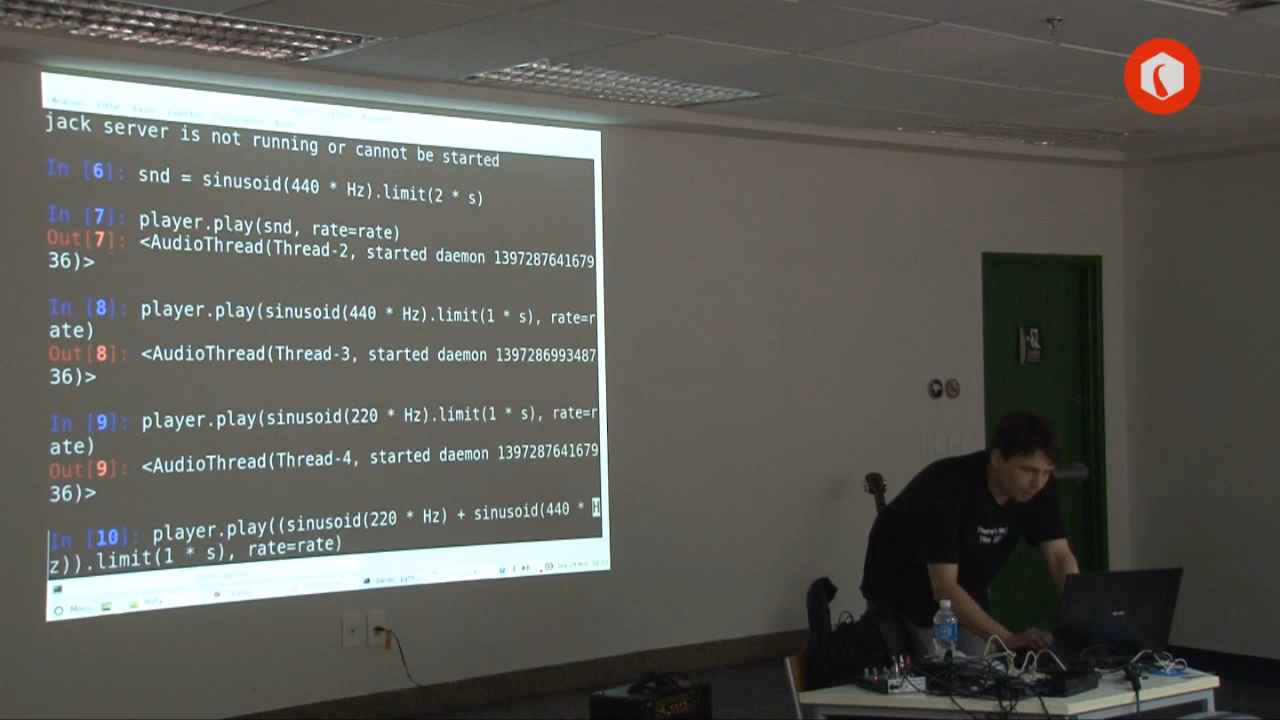 jack server is not running or cannot be started
In [6]: snd = sinusoid(440 * Hz).limit(2 * s)
In [7]: player.play(snd, rate=rate)
Out[7]: <AudioThread(Thread-2, started daemon 1397287641679
36)>
In [8]: player.play(sinusoid(440 * Hz).limit(1 * s), rate=r
ate)
Out[8]: <AudioThread(Thread-3, started daemon 1397286993487
36)>
In [9]: player.play(sinusoid(220 * Hz).limit(1 * s), rate=r
ate)
Out[9]: <AudioThread(Thread-4, started daemon 1397287641679
36)>
In [10]: player.play((sinusoid(220 * Hz) + sinusoid(440 * H
z)).limit(1 * s), rate=rate)
Menu
There's no